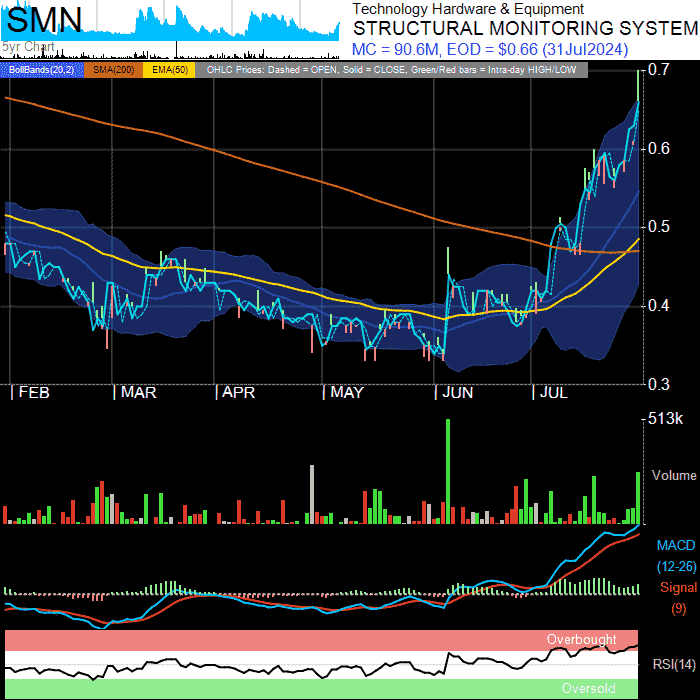 SMN
5yr Chart
Technology Hardware & Equipment
STRUCTURAL MONITORING SYSTEM
MC = 90.6M, EOD = $0.66 (31Jul2024)
BollBands(20,2) SMA(200) EMA(50) OHLC Prices: Dashed = OPEN, Solid = CLOSE, Green/Red bars = Intra-day HIGH/LOW
0.7
0.6
0.5
0.4
0.3
FEB MAR APR MAY JUN JUL
513k
Volume
MACD
(12-26)
Signal
(9)
Overbought
RSI(14)
Oversold